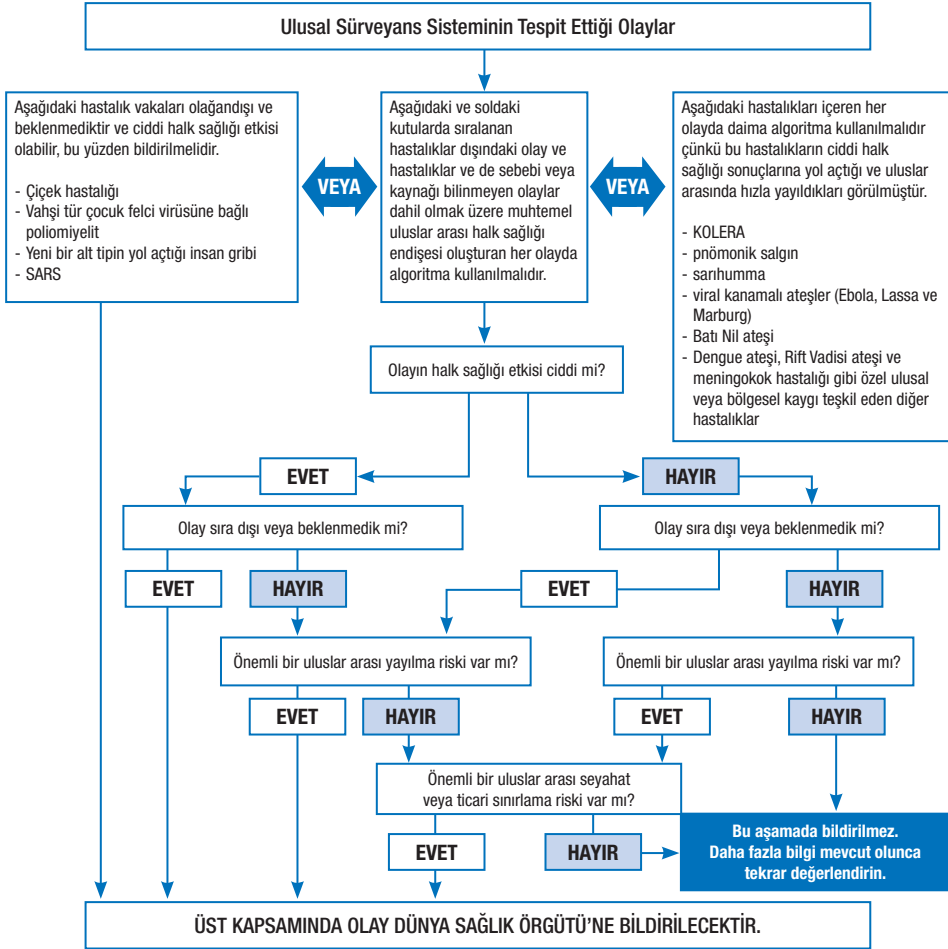 Ulusal Sürveyans Sisteminin Tespit Ettiği Olaylar
Aşağıdaki hastalık vakaları olağandışı ve
beklenmediktir ve ciddi halk sağlığı etkisi
olabilir, bu yüzden bildirilmelidir.
- Çiçek hastalığı
- Vahşi tür çocuk felci virüsüne bağlı
poliomiyelit
- Yeni bir alt tipin yol açtığı insan gribi
- SARS
VEYA
Aşağıdaki ve soldaki
kutularda sıralanan
hastalıklar dışındaki olay ve
hastalıklar ve de sebebi veya
kaynağı bilinmeyen olaylar
dahil olmak üzere muhtemel
uluslar arası halk sağlığı
endişesi oluşturan her olayda
algoritma kullanılmalıdır.
VEYA
Aşağıdaki hastalıkları içeren her
olayda daima algoritma kullanılmalıdır
çünkü bu hastalıkların ciddi halk
sağlığı sonuçlarına yol açtığı ve uluslar
arasında hızla yayıldıkları görülmüştür.
- KOLERA
- pnömonik salgın
- sarıhumma
- viral kanamalı ateşler (Ebola, Lassa ve
Marburg)
- Batı Nil ateşi
- Dengue ateşi, Rift Vadisi ateşi ve
meningokok hastalığı gibi özel ulusal
veya bölgesel kaygı teşkil eden diğer
hastalıklar
Olayın halk sağlığı etkisi ciddi mi?
EVET
HAYIR
Olay sıra dışı veya beklenmedik mi?
Olay sıra dışı veya beklenmedik mi?
EVET
HAYIR
EVET
HAYIR
Önemli bir uluslar arası yayılma riski var mı?
Önemli bir uluslar arası yayılma riski var mı?
EVET
HAYIR
EVET
HAYIR
Önemli bir uluslar arası seyahat
veya ticari sınırlama riski var mı?
EVET
HAYIR
Bu aşamada bildirilmez.
Daha fazla bilgi mevcut olunca
tekrar değerlendirin.
ÜST KAPSAMINDA OLAY DÜNYA SAĞLIK ÖRGÜTÜ'NE BİLDİRİLECEKTİR.